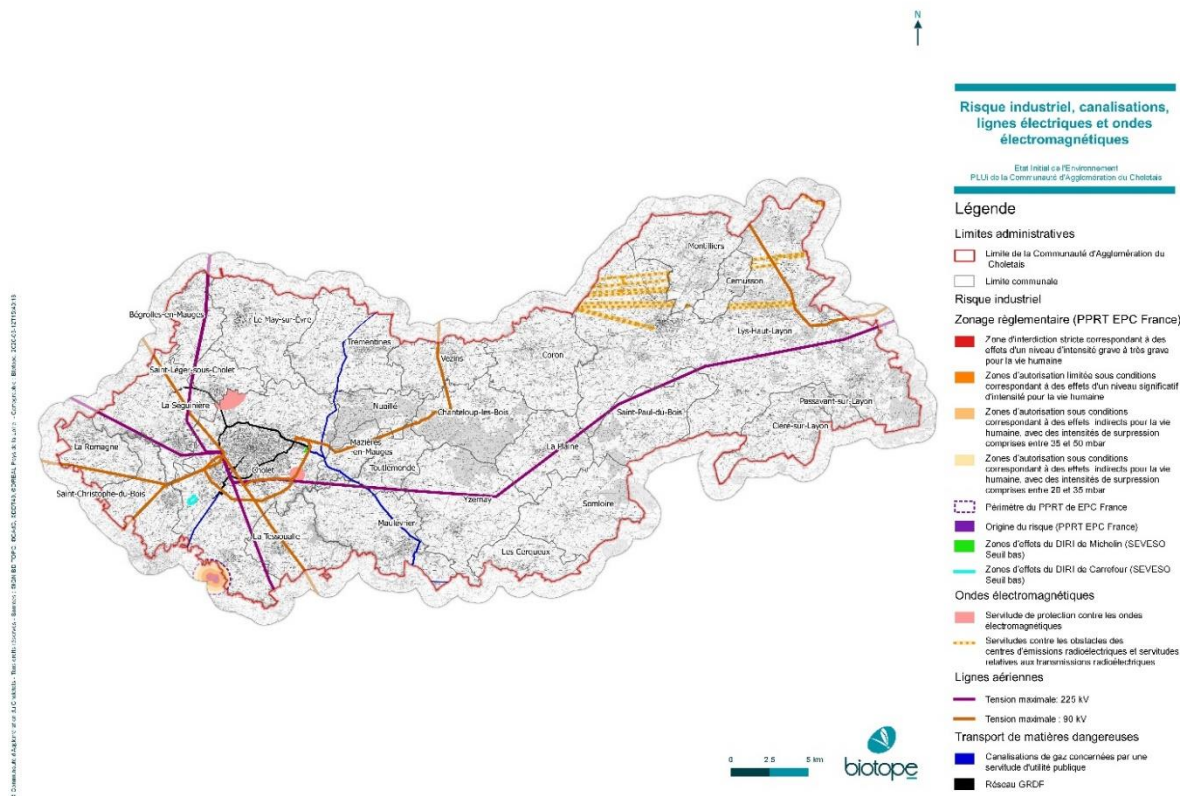 N
Risque industriel, canalisations,
lignes électriques et ondes
électromagnétiques
Etat Initial de l'Environnement
PLUi de la Communauté d'Agglomération du Choletais
Légende
Limites administratives
Limite de la Communauté d'Agglomération du
Choletais
Limite communale
Risque industriel
Zonage règlementaire (PPRT EPC France)
Zone d'interdiction stricte correspondant à des
effets d'un niveau d'intensité grave à très grave
pour la vie humaine
Zones d'autorisation limitée sous conditions
correspondant à des effets d'un niveau significatif
d'intensité pour la vie humaine
Zones d'autorisation sous conditions
correspondant à des effets indirects pour la vie
humaine, avec des intensités de surpression
comprises entre 35 et 50 mbar
Zones d'autorisation sous conditions
correspondant à des effets indirects pour la vie
humaine, avec des intensités de surpression
comprises entre 20 et 35 mbar
Périmètre du PPRT de EPC France
Origine du risque (PPRT EPC France)
Zones d'effets du DIRI de Michelin (SEVESO
Seuil bas)
Zones d'effets du DIRI de Carrefour (SEVESO
Seuil bas)
Ondes électromagnétiques
Servitude de protection contre les ondes
électromagnétiques
Servitudes contre les obstacles des
centres d'émissions radioélectriques et servitudes
relatives aux transmissions radioélectriques
Lignes aériennes
Tension maximale: 225 kV
Tension maximale : 90 kV
Transport de matières dangereuses
Canalisations de gaz concernées par une
servitude d'utilité publique
Réseau GRDF
Montilliers
Cernusson
Bégrolles-en-Mauges
Le May-sur-Èvre
Trémentines
Vezins
Coron
Lys-Haut-Layon
Saint-Léger-sous-Cholet
La Séguinière
Nuaillé
Chanteloup-les-Bois
Saint-Paul-du-Bois
Passavant-sur-Layon
Cléré-sur-Layon
La Romagne
Mazières
en-Mauges
La Plaine
Cholet
Toutlemonde
Saint-Christophe-du-Bois
Yzernay
Somloire
La Tessoualle
Maulévrier
Les Cerqueux
0 2.5 5 km
biotope